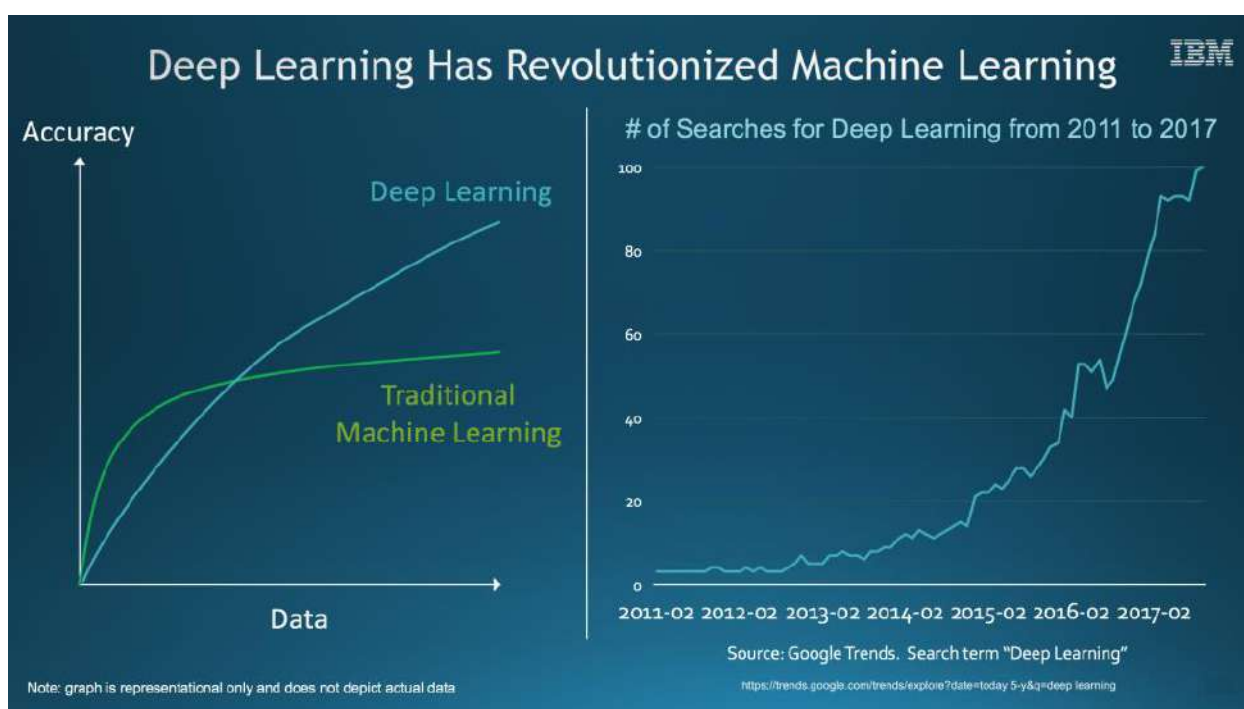 Deep Learning Has Revolutionized Machine Learning
IBM
Accuracy
Deep Learning
Traditional
Machine Learning
Data
Note: graph is representational only and does not depict actual data
# of Searches for Deep Learning from 2011 to 2017
100
80
60
40
20
0
2011-02 2012-02 2013-02 2014-02 2015-02 2016-02 2017-02
Source: Google Trends. Search term "Deep Learning"
https://trends.google.com/trends/explore?date=today 5-y&q=deep learning